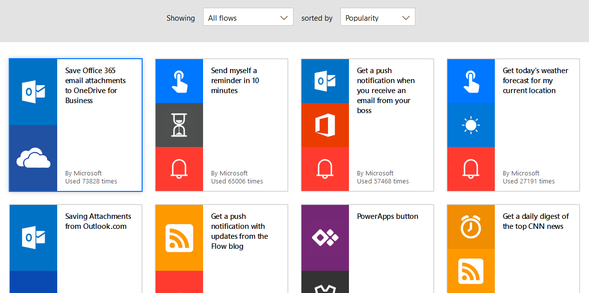 Showing All flows sorted by Popularity
Save Office 365
email attachments
to OneDrive for
Business
By Microsoft
Used 73828 times
Send myself a
reminder in 10
minutes
By Microsoft
Used 65006 times
Get a push
notification when
you receive an
email from your
boss
By Microsoft
Used 57468 times
Get today's weather
forecast for my
current location
By Microsoft
Used 27191 times
Saving Attachments
from Outlook.com
Get a push
notification with
updates from the
Flow blog
PowerApps button
Get a daily digest of
the top CNN news